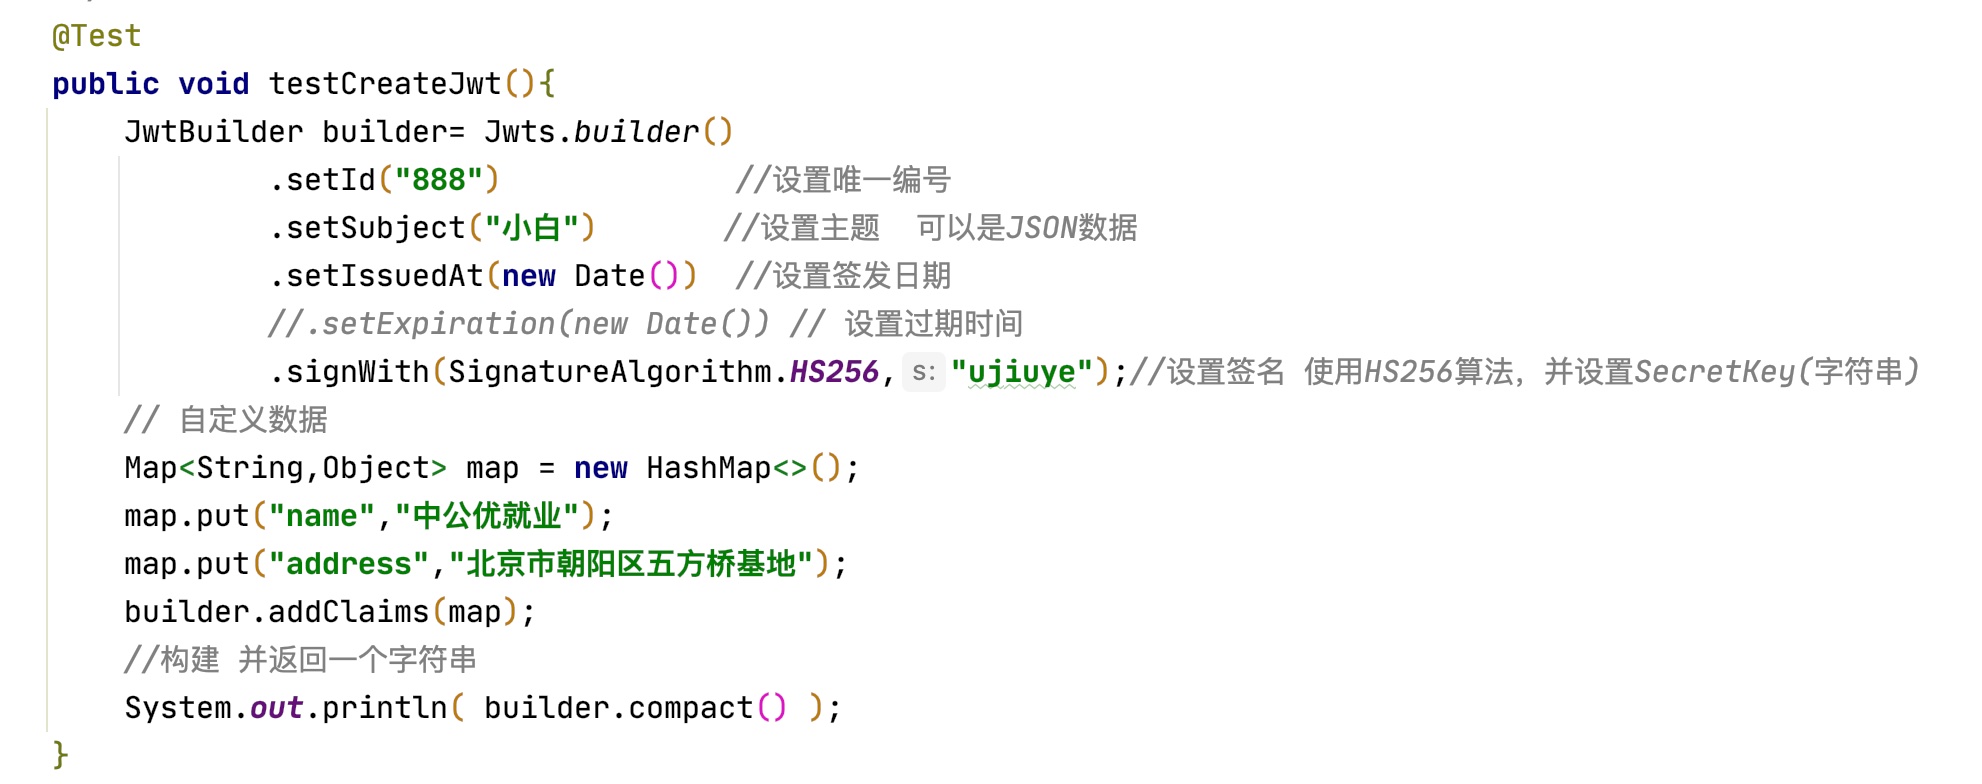 @Test
public void testCreateJwt(){
JwtBuilder builder= Jwts.builder()
.setId("888") //设置唯一编号
.setSubject("小白") //设置主题 可以是JSON数据
.setIssuedAt(new Date()) //设置签发日期
//.setExpiration(new Date()) // 设置过期时间
.signWith(SignatureAlgorithm.HS256, s: "ujiuye");//设置签名 使用HS256算法，并设置SecretKey(字符串)
// 自定义数据
Map<String,Object> map = new HashMap<>();
map.put("name","中公优就业");
map.put("address","北京市朝阳区五方桥基地");
builder.addClaims(map);
//构建 并返回一个字符串
System.out.println( builder.compact() );
}